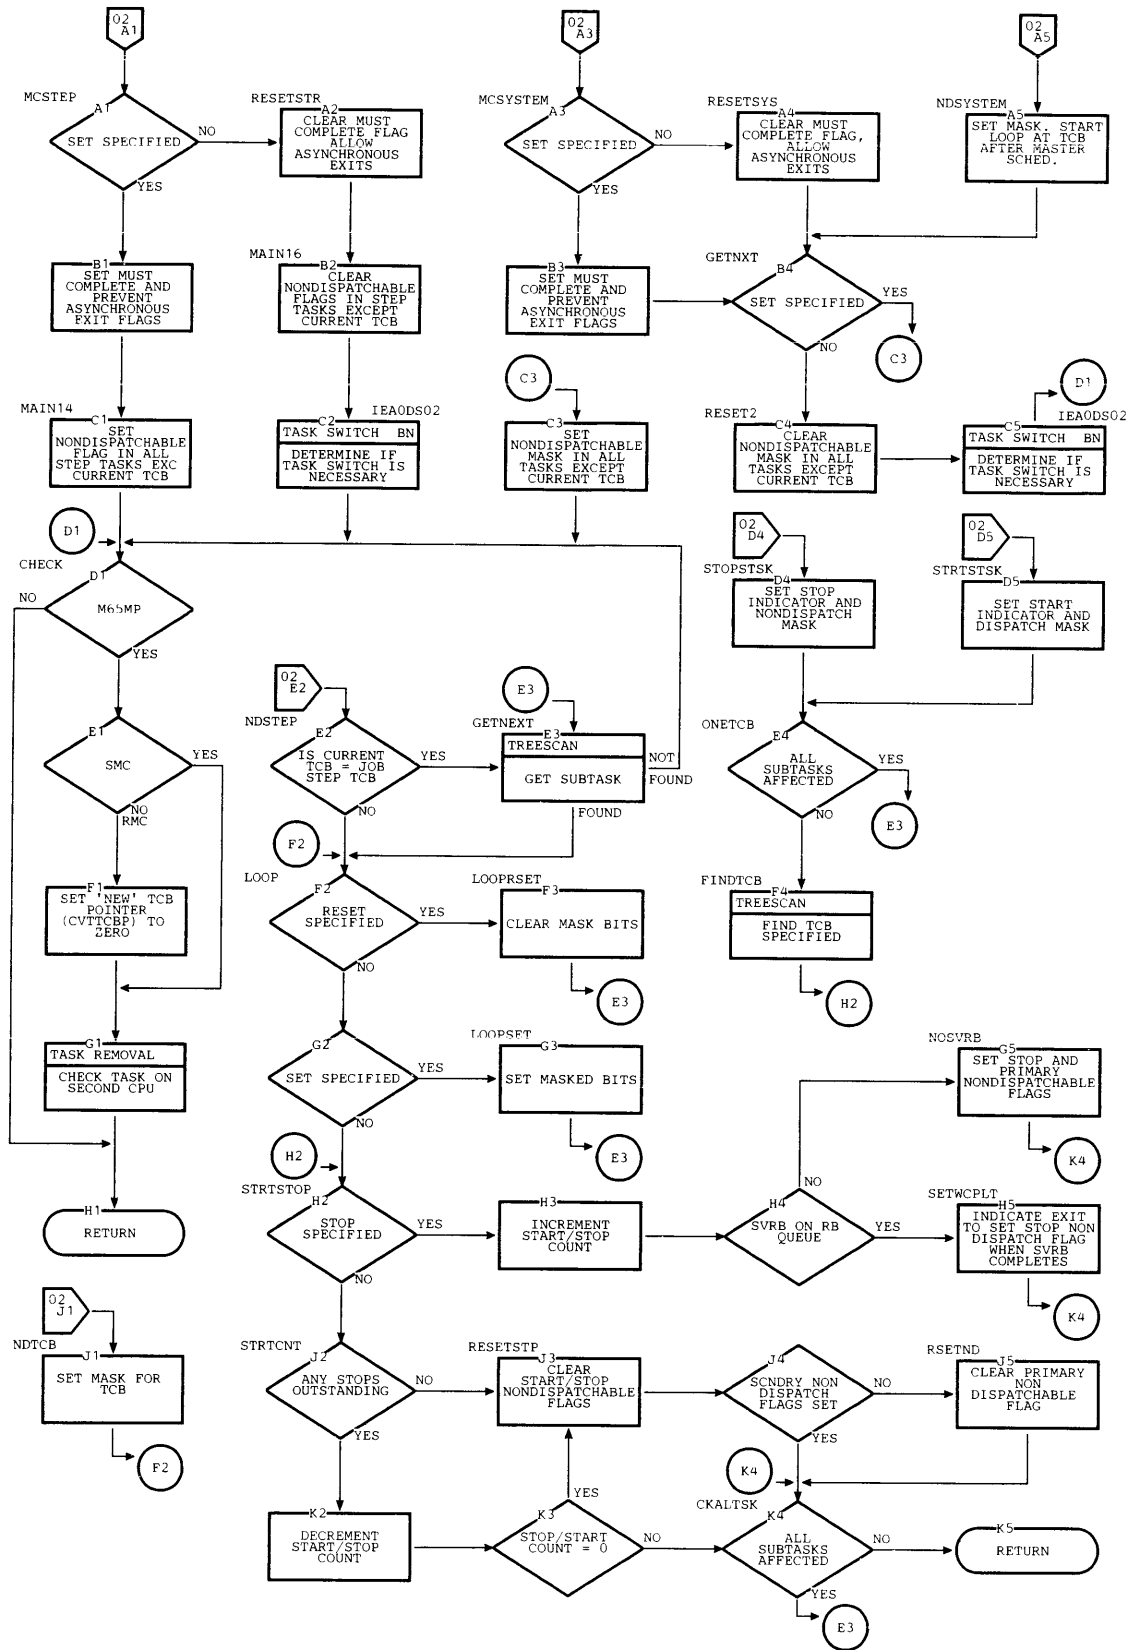 02
A1
02
A3
02
A5
MCSTEP
A1
SET SPECIFIED
NO
YES
RESETSTR
A2
CLEAR MUST
COMPLETE FLAG
ALLOW
ASYNCHRONOUS
EXITS
MCSYSTEM
A3
SET SPECIFIED
NO
YES
RESETSYS
A4
CLEAR MUST
COMPLETE FLAG,
ALLOW
ASYNCHRONOUS
EXITS
NDSYSTEM
A5
SET MASK. START
LOOP AT TCB
AFTER MASTER
SCHED.
B1
SET MUST
COMPLETE AND
PREVENT
ASYNCHRONOUS
EXIT FLAGS
MAIN16
B2
CLEAR
NONDISPATCHABLE
FLAGS IN STEP
TASKS EXCEPT
CURRENT TCB
B3
SET MUST
COMPLETE AND
PREVENT
ASYNCHRONOUS
EXIT FLAGS
GETNXT
B4
SET SPECIFIED
YES
NO
C3
C3
D1
MAIN14
C1
SET
NONDISPATCHABLE
FLAG IN ALL
STEP TASKS EXC
CURRENT TCB
IEA0DS02
C2
TASK SWITCH BN
DETERMINE IF
TASK SWITCH IS
NECESSARY
C3
SET
NONDISPATCHABLE
MASK IN ALL
TASKS EXCEPT
CURRENT TCB
RESET2
C4
CLEAR
NONDISPATCHABLE
MASK IN ALL
TASKS EXCEPT
CURRENT TCB
IEA0DS02
C5
TASK SWITCH BN
DETERMINE IF
TASK SWITCH IS
NECESSARY
D1
CHECK
D1
M65MP
NO
YES
02
D4
STOPSTSK
D4
SET STOP
INDICATOR AND
NONDISPATCH
MASK
02
D5
STRTSTSK
D5
SET START
INDICATOR AND
DISPATCH MASK
E1
SMC
YES
NO
RMC
02
E2
NDSTEP
E2
IS CURRENT
TCB = JOB
STEP TCB
YES
NO
E3
GETNEXT
E3
TREESCAN
GET SUBTASK
NOT
FOUND
FOUND
ONETCB
E4
ALL
SUBTASKS
AFFECTED
YES
NO
E3
F1
SET 'NEW' TCB
POINTER
(CVTTCBP) TO
ZERO
F2
LOOP
F2
RESET
SPECIFIED
YES
NO
LOOPRSET
F3
CLEAR MASK BITS
E3
FINDTCB
F4
TREESCAN
FIND TCB
SPECIFIED
H2
G1
TASK REMOVAL
CHECK TASK ON
SECOND CPU
G2
SET SPECIFIED
YES
NO
LOOPSET
G3
SET MASKED BITS
E3
NOSVRB
G5
SET STOP AND
PRIMARY
NONDISPATCHABLE
FLAGS
K4
H1
RETURN
H2
STRTSTOP
H2
STOP
SPECIFIED
YES
NO
H3
INCREMENT
START/STOP
COUNT
NO
H4
SVRB ON RB
QUEUE
YES
SETWCPLT
H5
INDICATE EXIT
TO SET STOP NON
DISPATCH FLAG
WHEN SVRB
COMPLETES
K4
02
J1
NDTCB
J1
SET MASK FOR
TCB
F2
STRTCNT
J2
ANY STOPS
OUTSTANDING
NO
YES
RESETSTP
J3
CLEAR
START/STOP
NONDISPATCHABLE
FLAGS
J4
SCNDRY NON
DISPATCH
FLAGS SET
NO
YES
RSETND
J5
CLEAR PRIMARY
NON
DISPATCHABLE
FLAG
K2
DECREMENT
START/STOP
COUNT
YES
K3
STOP/START
COUNT = 0
NO
K4
CKALTSK
K4
ALL
SUBTASKS
AFFECTED
NO
YES
E3
K5
RETURN